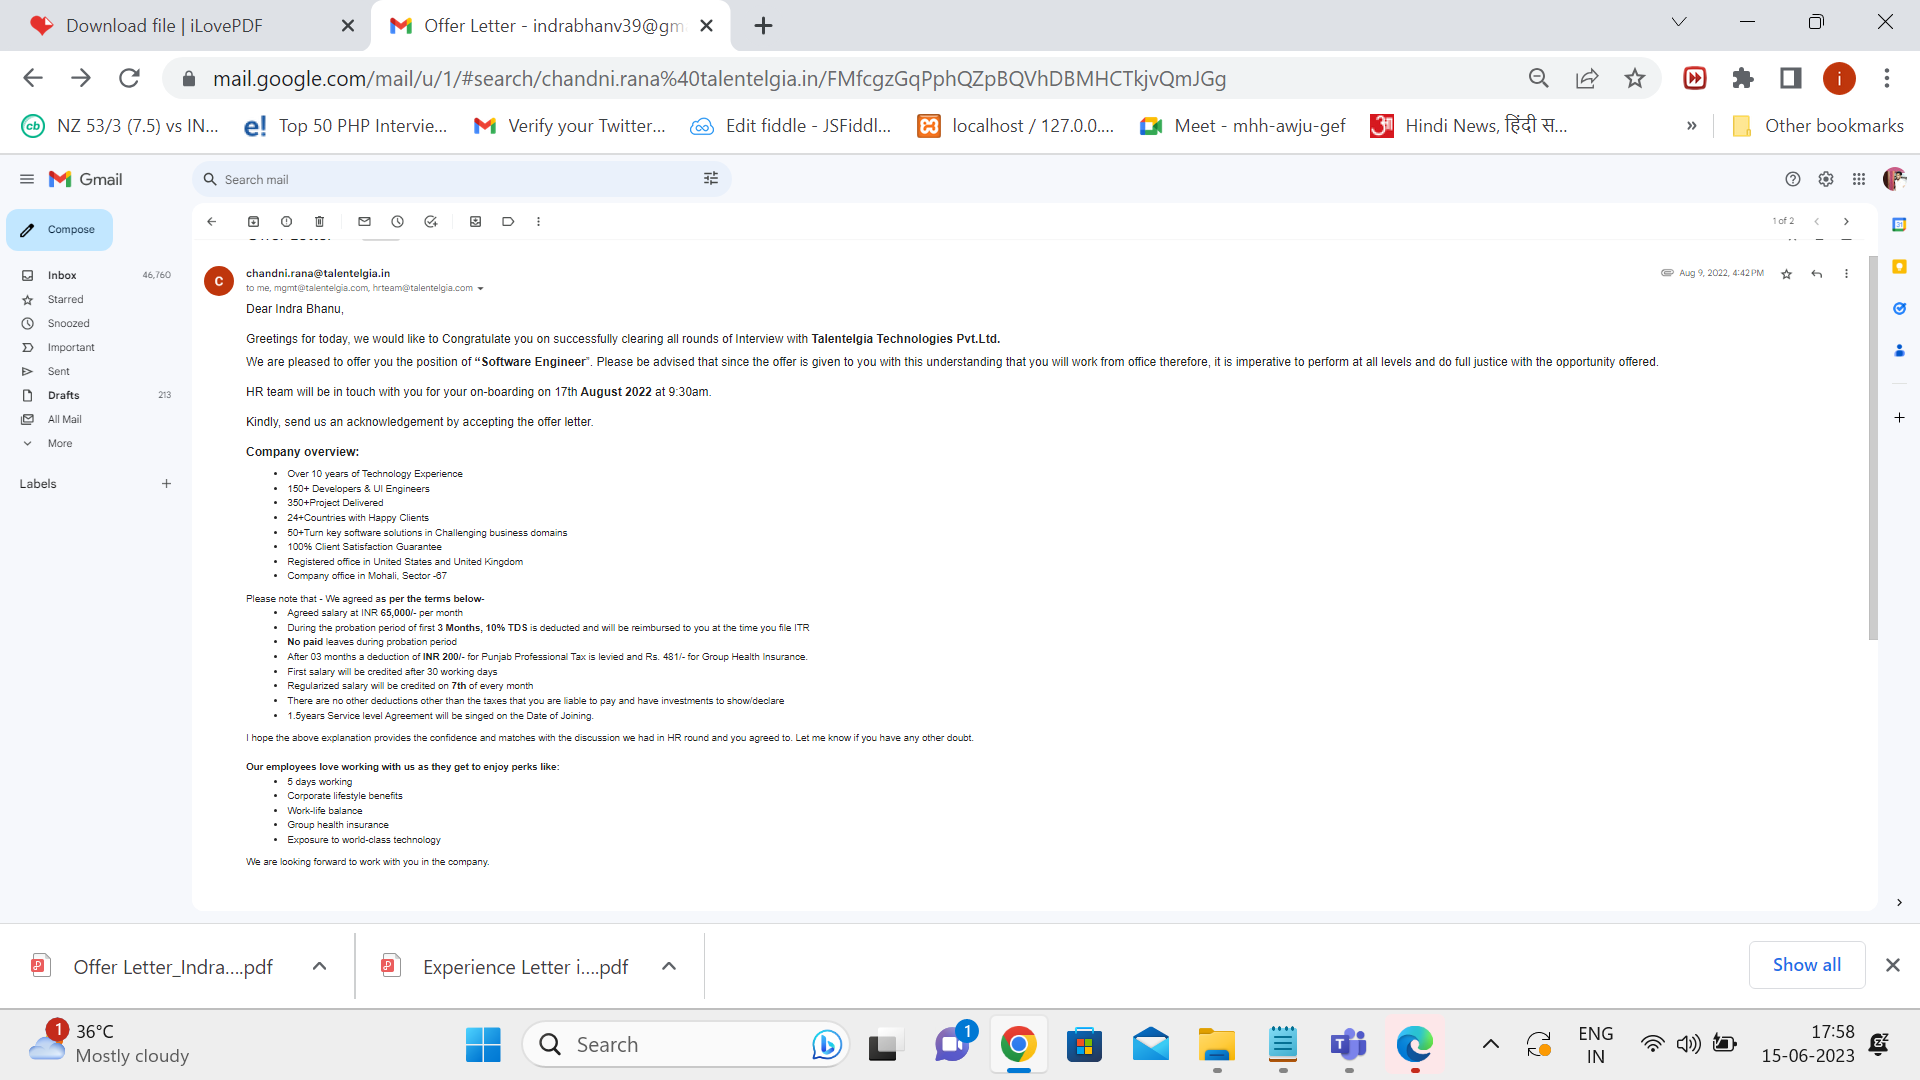 Download file | iLovePDF
Offer Letter - indrabhanv39@gm
mail.google.com/mail/u/1/#search/chandni.rana%40talentelgia.in/FMfcgzGqPphQZpBQVhDBMHCTkjvQmJGg
i
cb NZ 53/3 (7.5) vs IN...
e! Top 50 PHP Intervie...
Verify your Twitter...
Edit fiddle - JSFiddl...
localhost / 127.0.0....
Meet - mhh-awju-gef
Hindi News, हिंदी स...
»
Other bookmarks
Gmail
Search mail
Compose
1 of 2
Inbox 46,760
Starred
Snoozed
Important
Sent
Drafts 213
All Mail
More
Labels
Offer Letter
C
chandni.rana@talentelgia.in
Aug 9, 2022, 4:42 PM
to me, mgmt@talentelgia.com, hrteam@talentelgia.com
Dear Indra Bhanu,
Greetings for today, we would like to Congratulate you on successfully clearing all rounds of Interview with Talentelgia Technologies Pvt.Ltd.
We are pleased to offer you the position of “Software Engineer”. Please be advised that since the offer is given to you with this understanding that you will work from office therefore, it is imperative to perform at all levels and do full justice with the opportunity offered.
HR team will be in touch with you for your on-boarding on 17th August 2022 at 9:30am.
Kindly, send us an acknowledgement by accepting the offer letter.
Company overview:
• Over 10 years of Technology Experience
• 150+ Developers & UI Engineers
• 350+Project Delivered
• 24+Countries with Happy Clients
• 50+Turn key software solutions in Challenging business domains
• 100% Client Satisfaction Guarantee
• Registered office in United States and United Kingdom
• Company office in Mohali, Sector -67
Please note that - We agreed as per the terms below-
• Agreed salary at INR 65,000/- per month
• During the probation period of first 3 Months, 10% TDS is deducted and will be reimbursed to you at the time you file ITR
• No paid leaves during probation period
• After 03 months a deduction of INR 200/- for Punjab Professional Tax is levied and Rs. 481/- for Group Health Insurance.
• First salary will be credited after 30 working days
• Regularized salary will be credited on 7th of every month
• There are no other deductions other than the taxes that you are liable to pay and have investments to show/declare
• 1.5years Service level Agreement will be singed on the Date of Joining.
I hope the above explanation provides the confidence and matches with the discussion we had in HR round and you agreed to. Let me know if you have any other doubt.
Our employees love working with us as they get to enjoy perks like:
• 5 days working
• Corporate lifestyle benefits
• Work-life balance
• Group health insurance
• Exposure to world-class technology
We are looking forward to work with you in the company.
Offer Letter_Indra....pdf
Experience Letter i....pdf
Show all
1
36°C
Mostly cloudy
Search
1
ENG
IN
17:58
15-06-2023